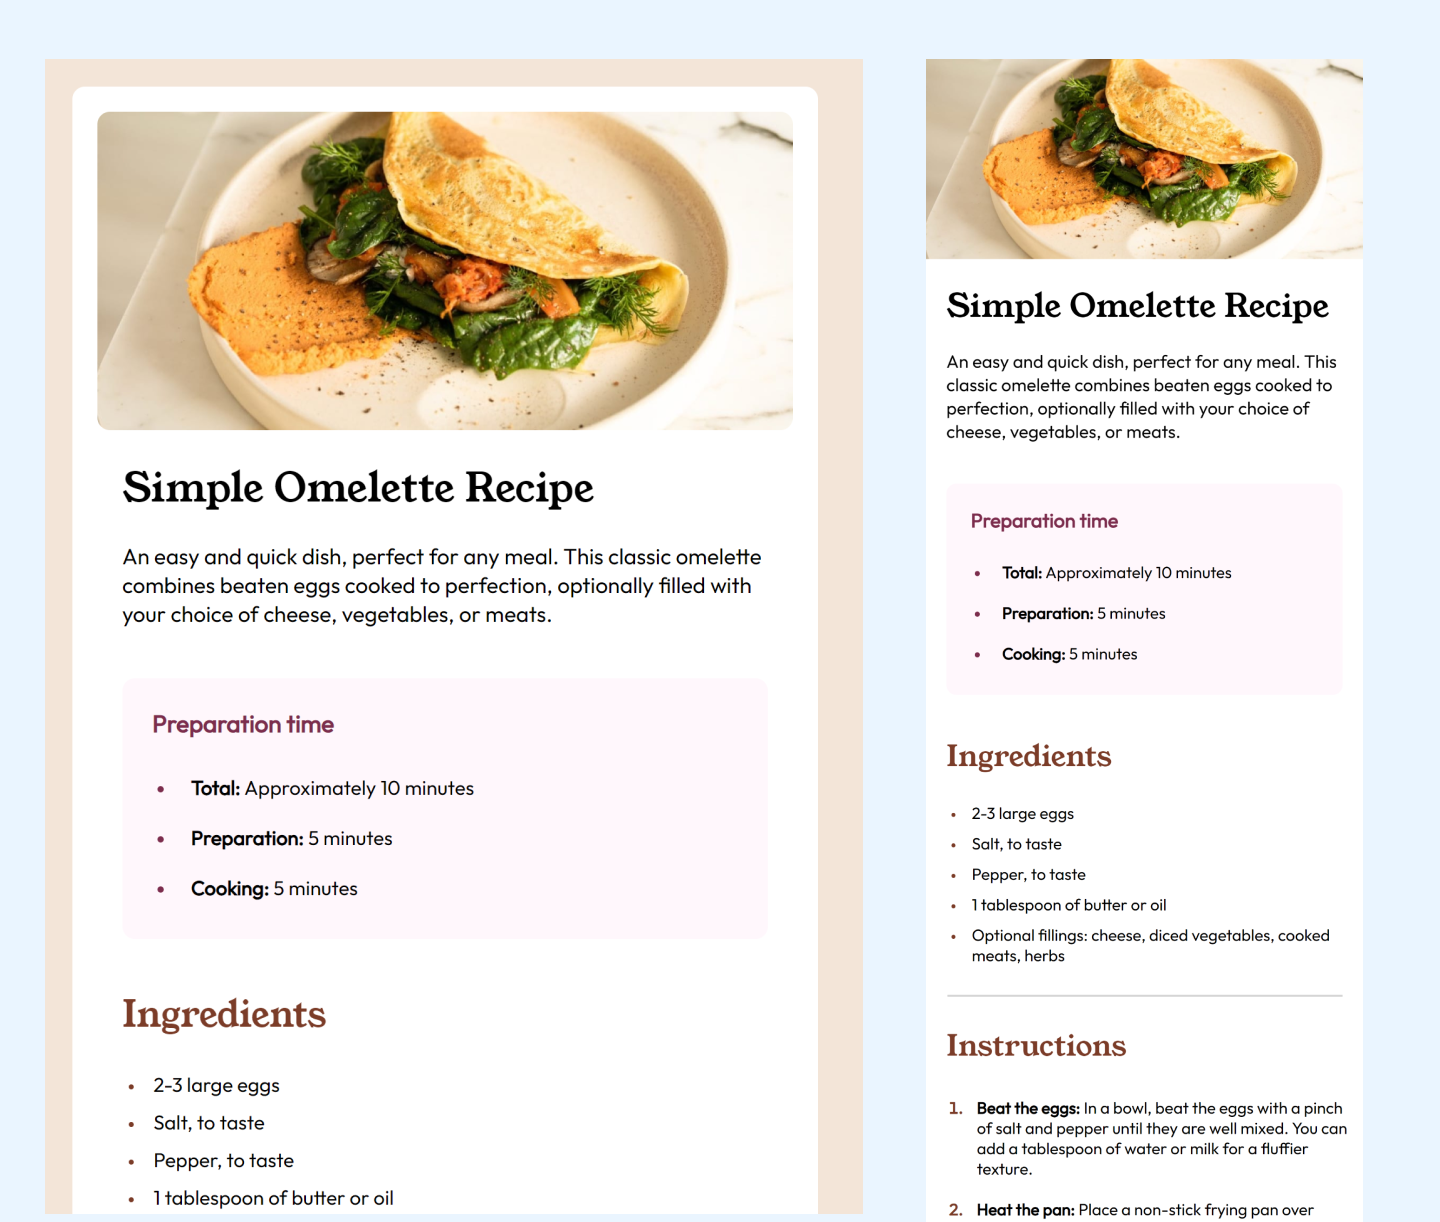 Simple Omelette Recipe
An easy and quick dish, perfect for any meal. This classic omelette
combines beaten eggs cooked to perfection, optionally filled with
your choice of cheese, vegetables, or meats.
Preparation time
• Total: Approximately 10 minutes
• Preparation: 5 minutes
• Cooking: 5 minutes
Ingredients
• 2-3 large eggs
• Salt, to taste
• Pepper, to taste
• 1 tablespoon of butter or oil
Simple Omelette Recipe
An easy and quick dish, perfect for any meal. This
classic omelette combines beaten eggs cooked to
perfection, optionally filled with your choice of
cheese, vegetables, or meats.
Preparation time
• Total: Approximately 10 minutes
• Preparation: 5 minutes
• Cooking: 5 minutes
Ingredients
• 2-3 large eggs
• Salt, to taste
• Pepper, to taste
• 1 tablespoon of butter or oil
• Optional fillings: cheese, diced vegetables, cooked
meats, herbs
Instructions
1. Beat the eggs: In a bowl, beat the eggs with a pinch
of salt and pepper until they are well mixed. You can
add a tablespoon of water or milk for a fluffier
texture.
2. Heat the pan: Place a non-stick frying pan over